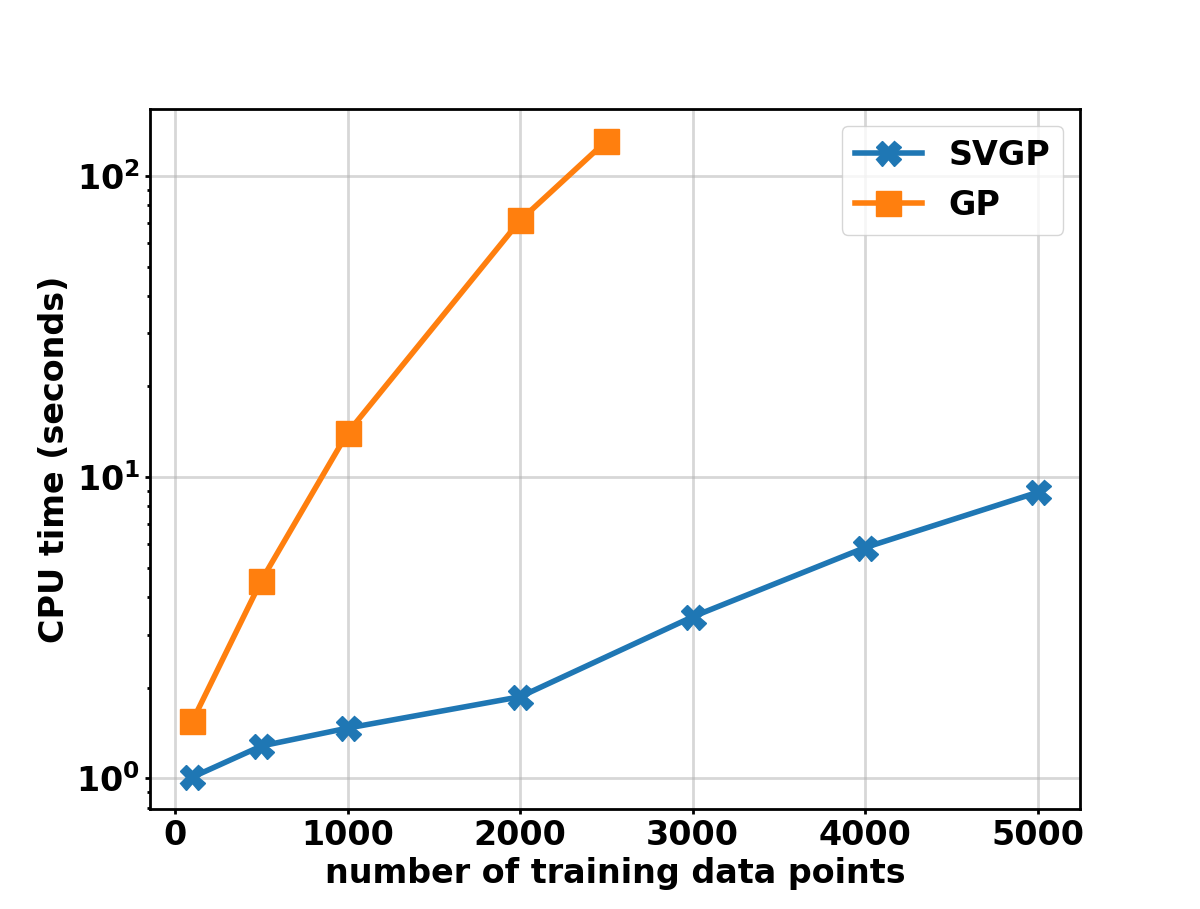 SVGP
GP
10²
10¹
10⁰
CPU time (seconds)
0 1000 2000 3000 4000 5000
number of training data points